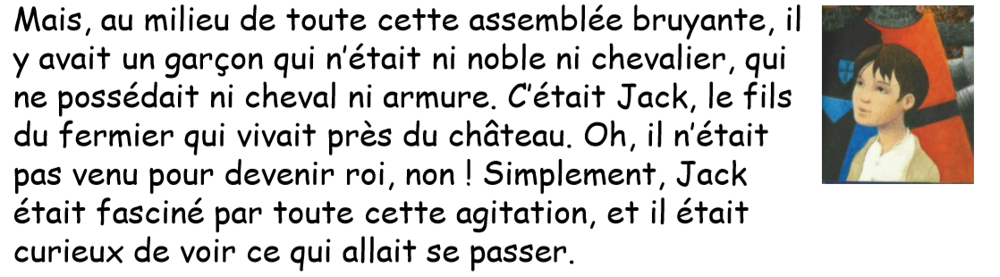 Mais, au milieu de toute cette assemblée bruyante, il
y avait un garçon qui n'était ni noble ni chevalier, qui
ne possédait ni cheval ni armure. C'était Jack, le fils
du fermier qui vivait près du château. Oh, il n'était
pas venu pour devenir roi, non ! Simplement, Jack
était fasciné par toute cette agitation, et il était
curieux de voir ce qui allait se passer.